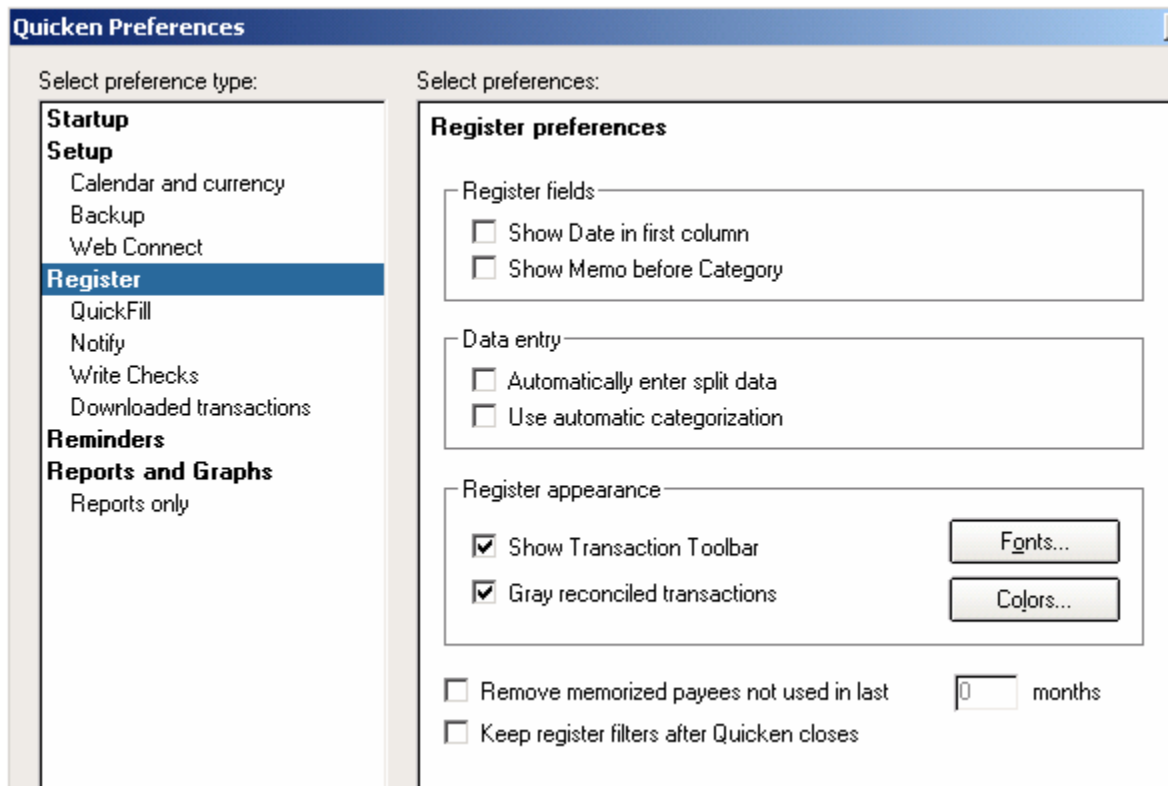 Quicken Preferences
Select preference type:
Startup
Setup
Calendar and currency
Backup
Web Connect
Register
QuickFill
Notify
Write Checks
Downloaded transactions
Reminders
Reports and Graphs
Reports only
Select preferences:
Register preferences
Register fields
Show Date in first column
Show Memo before Category
Data entry
Automatically enter split data
Use automatic categorization
Register appearance
Show Transaction Toolbar
Fonts...
Gray reconciled transactions
Colors...
Remove memorized payees not used in last 0 months
Keep register filters after Quicken closes